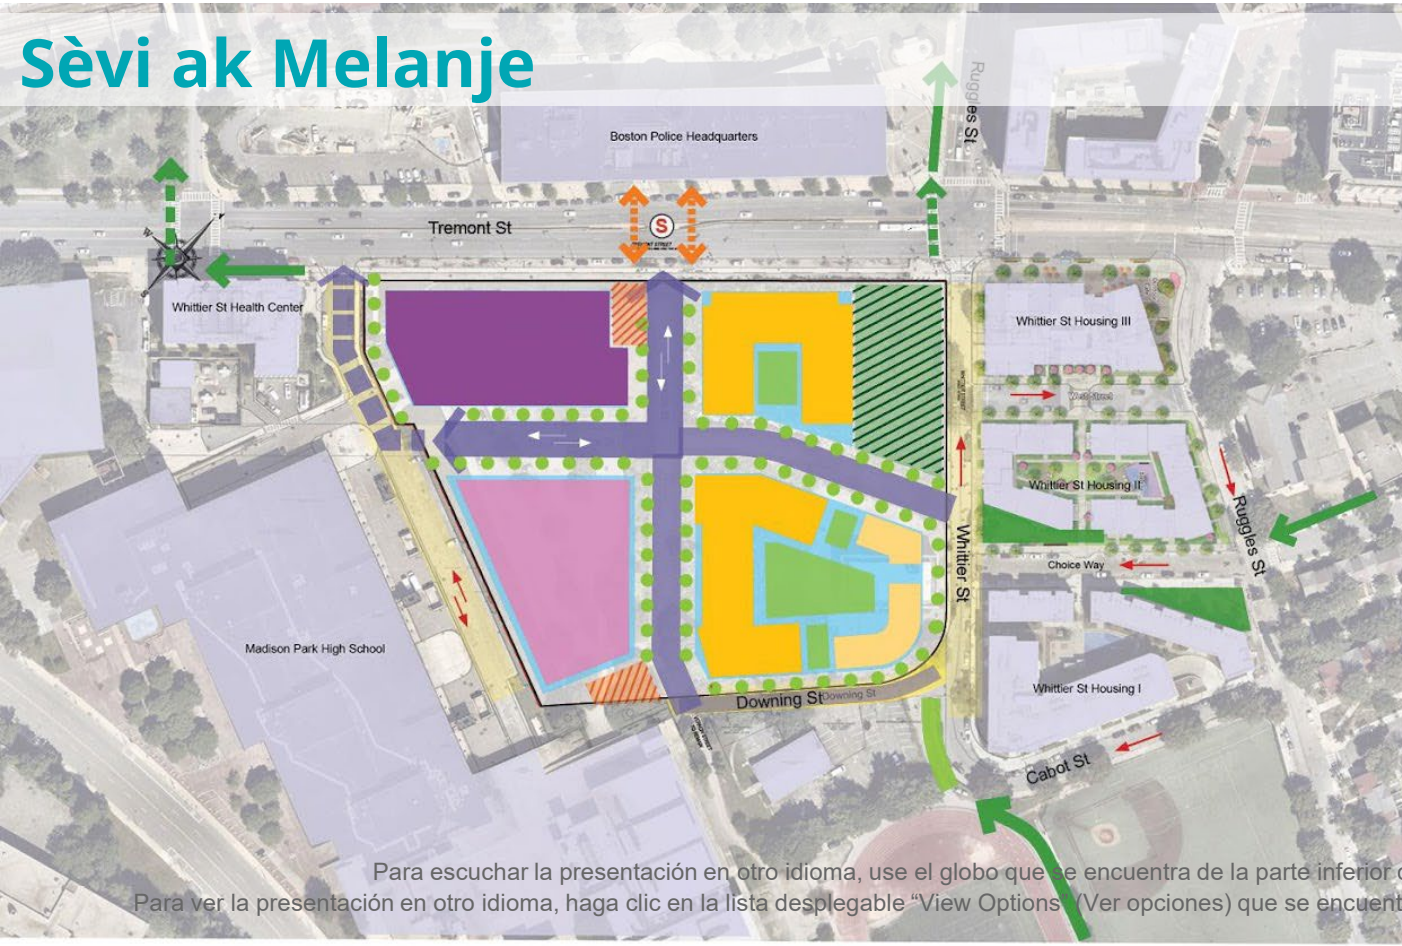 Sèvi ak Melanje
Boston Police Headquarters
Ruggles St
Tremont St
S
Whittier St Health Center
Whittier St Housing III
West Street
Whittier St Housing II
Ruggles St
Whittier St
Choice Way
Madison Park High School
Whittier St Housing I
Downing St
Downing St
Cabot St
Para escuchar la presentación en otro idioma, use el globo que se encuentra de la parte inferior
Para ver la presentación en otro idioma, haga clic en la lista desplegable “View Options” (Ver opciones) que se